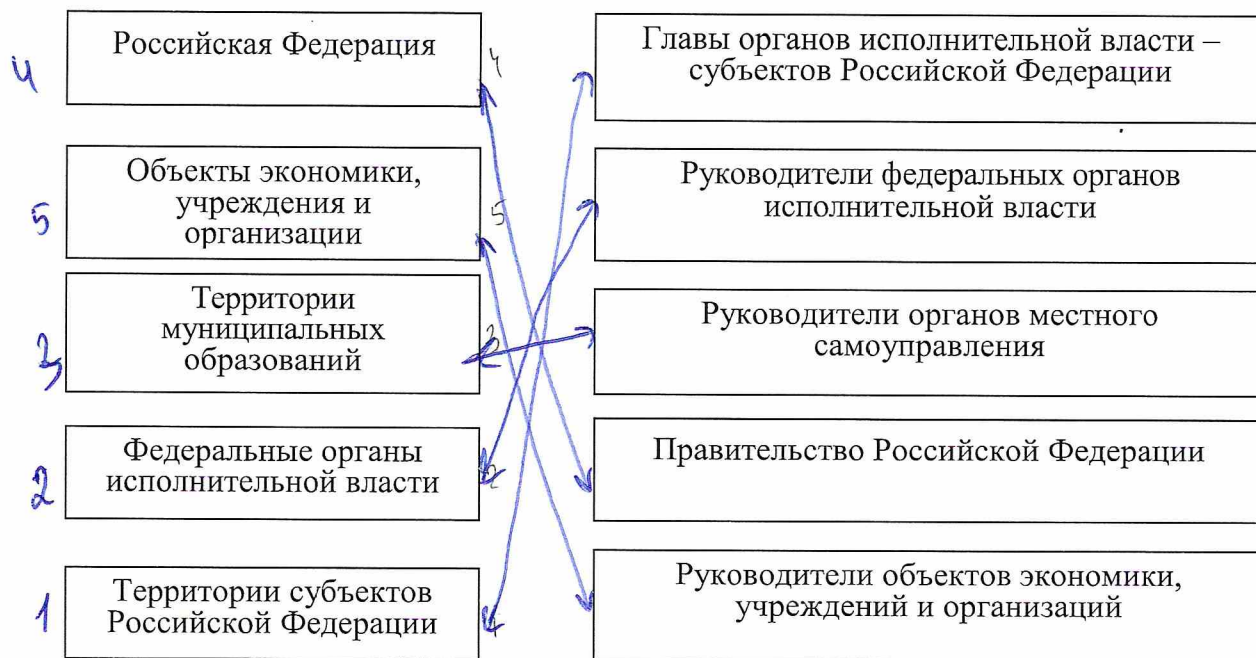 4
Российская Федерация
4
Главы органов исполнительной власти –
субъектов Российской Федерации
5
Объекты экономики,
учреждения и
организации
5
Руководители федеральных органов
исполнительной власти
3
Территории
муниципальных
образований
3
Руководители органов местного
самоуправления
2
Федеральные органы
исполнительной власти
2
Правительство Российской Федерации
1
Территории субъектов
Российской Федерации
1
Руководители объектов экономики,
учреждений и организаций